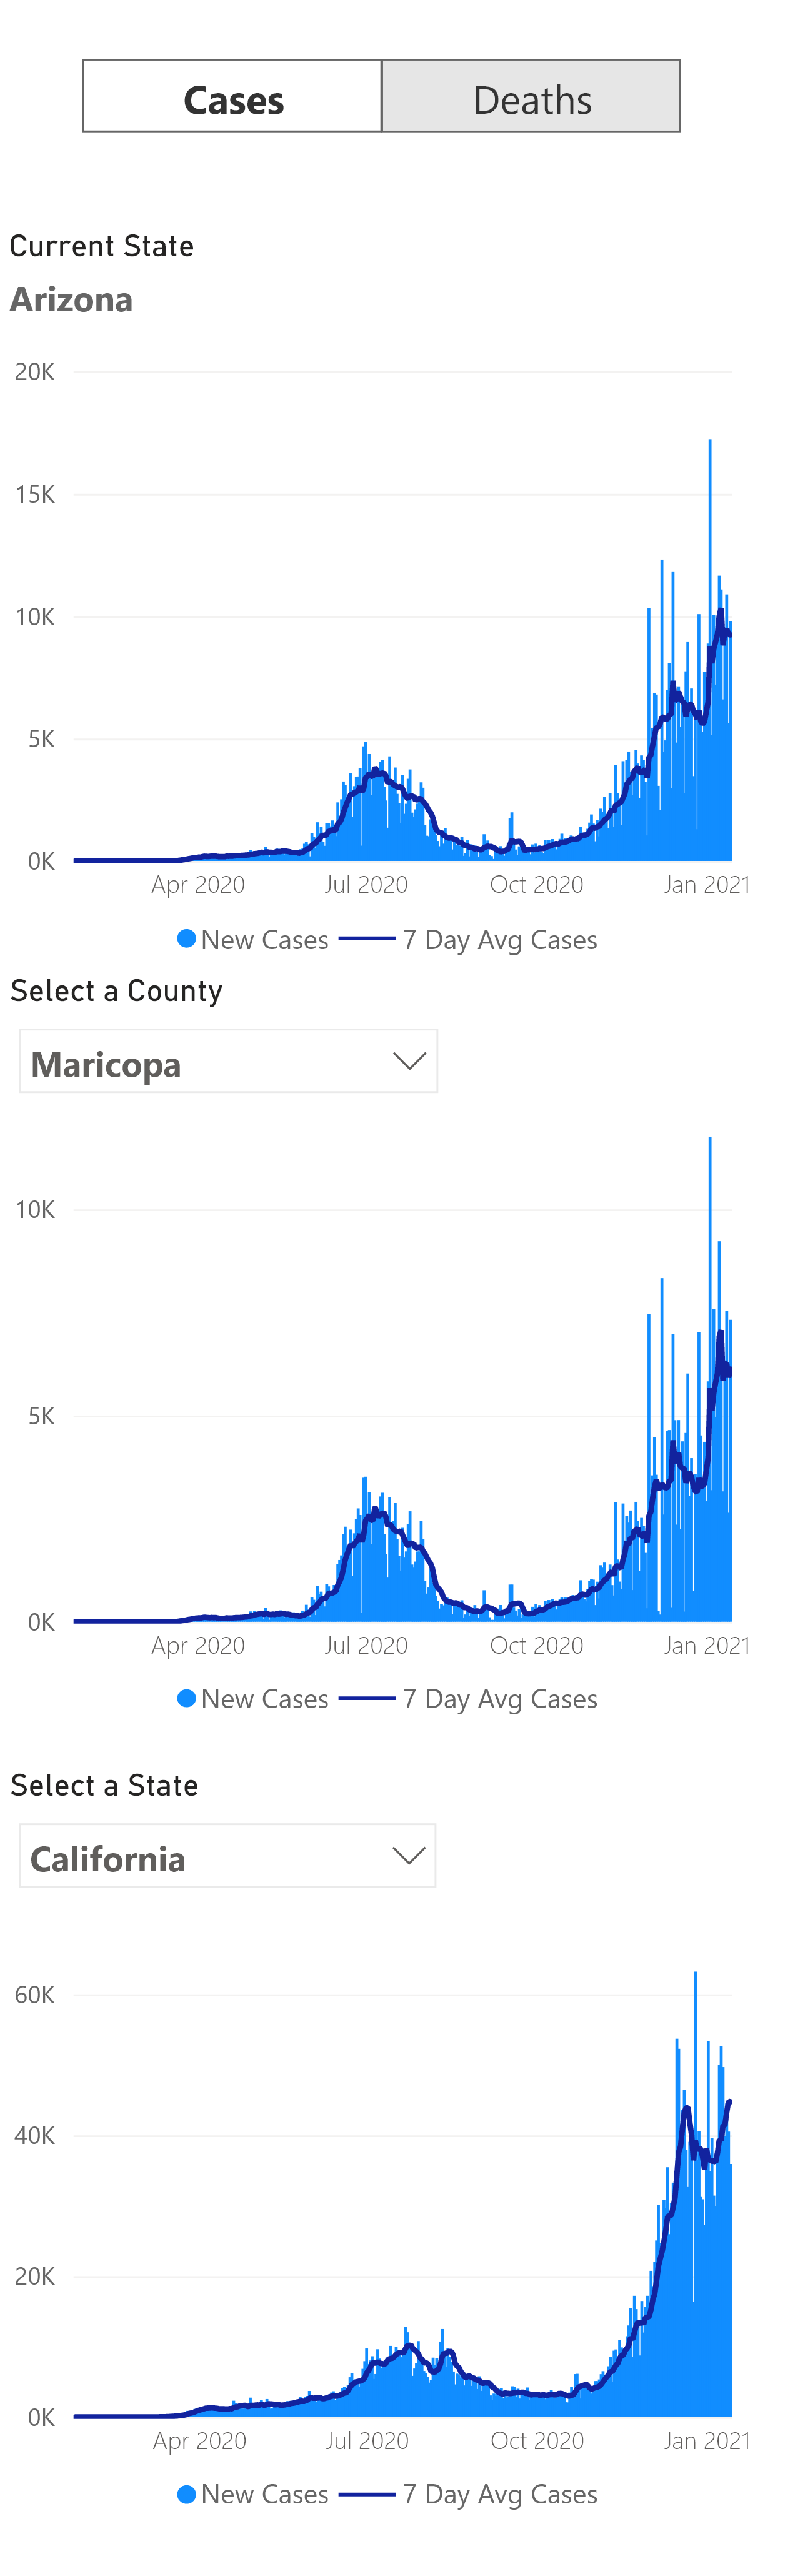 Cases Deaths
Current State
Arizona
20K
15K
10K
5K
0K
Apr 2020 Jul 2020 Oct 2020 Jan 2021
New Cases 7 Day Avg Cases
Select a County
Maricopa
10K
5K
0K
Apr 2020 Jul 2020 Oct 2020 Jan 2021
New Cases 7 Day Avg Cases
Select a State
California
60K
40K
20K
0K
Apr 2020 Jul 2020 Oct 2020 Jan 2021
New Cases 7 Day Avg Cases